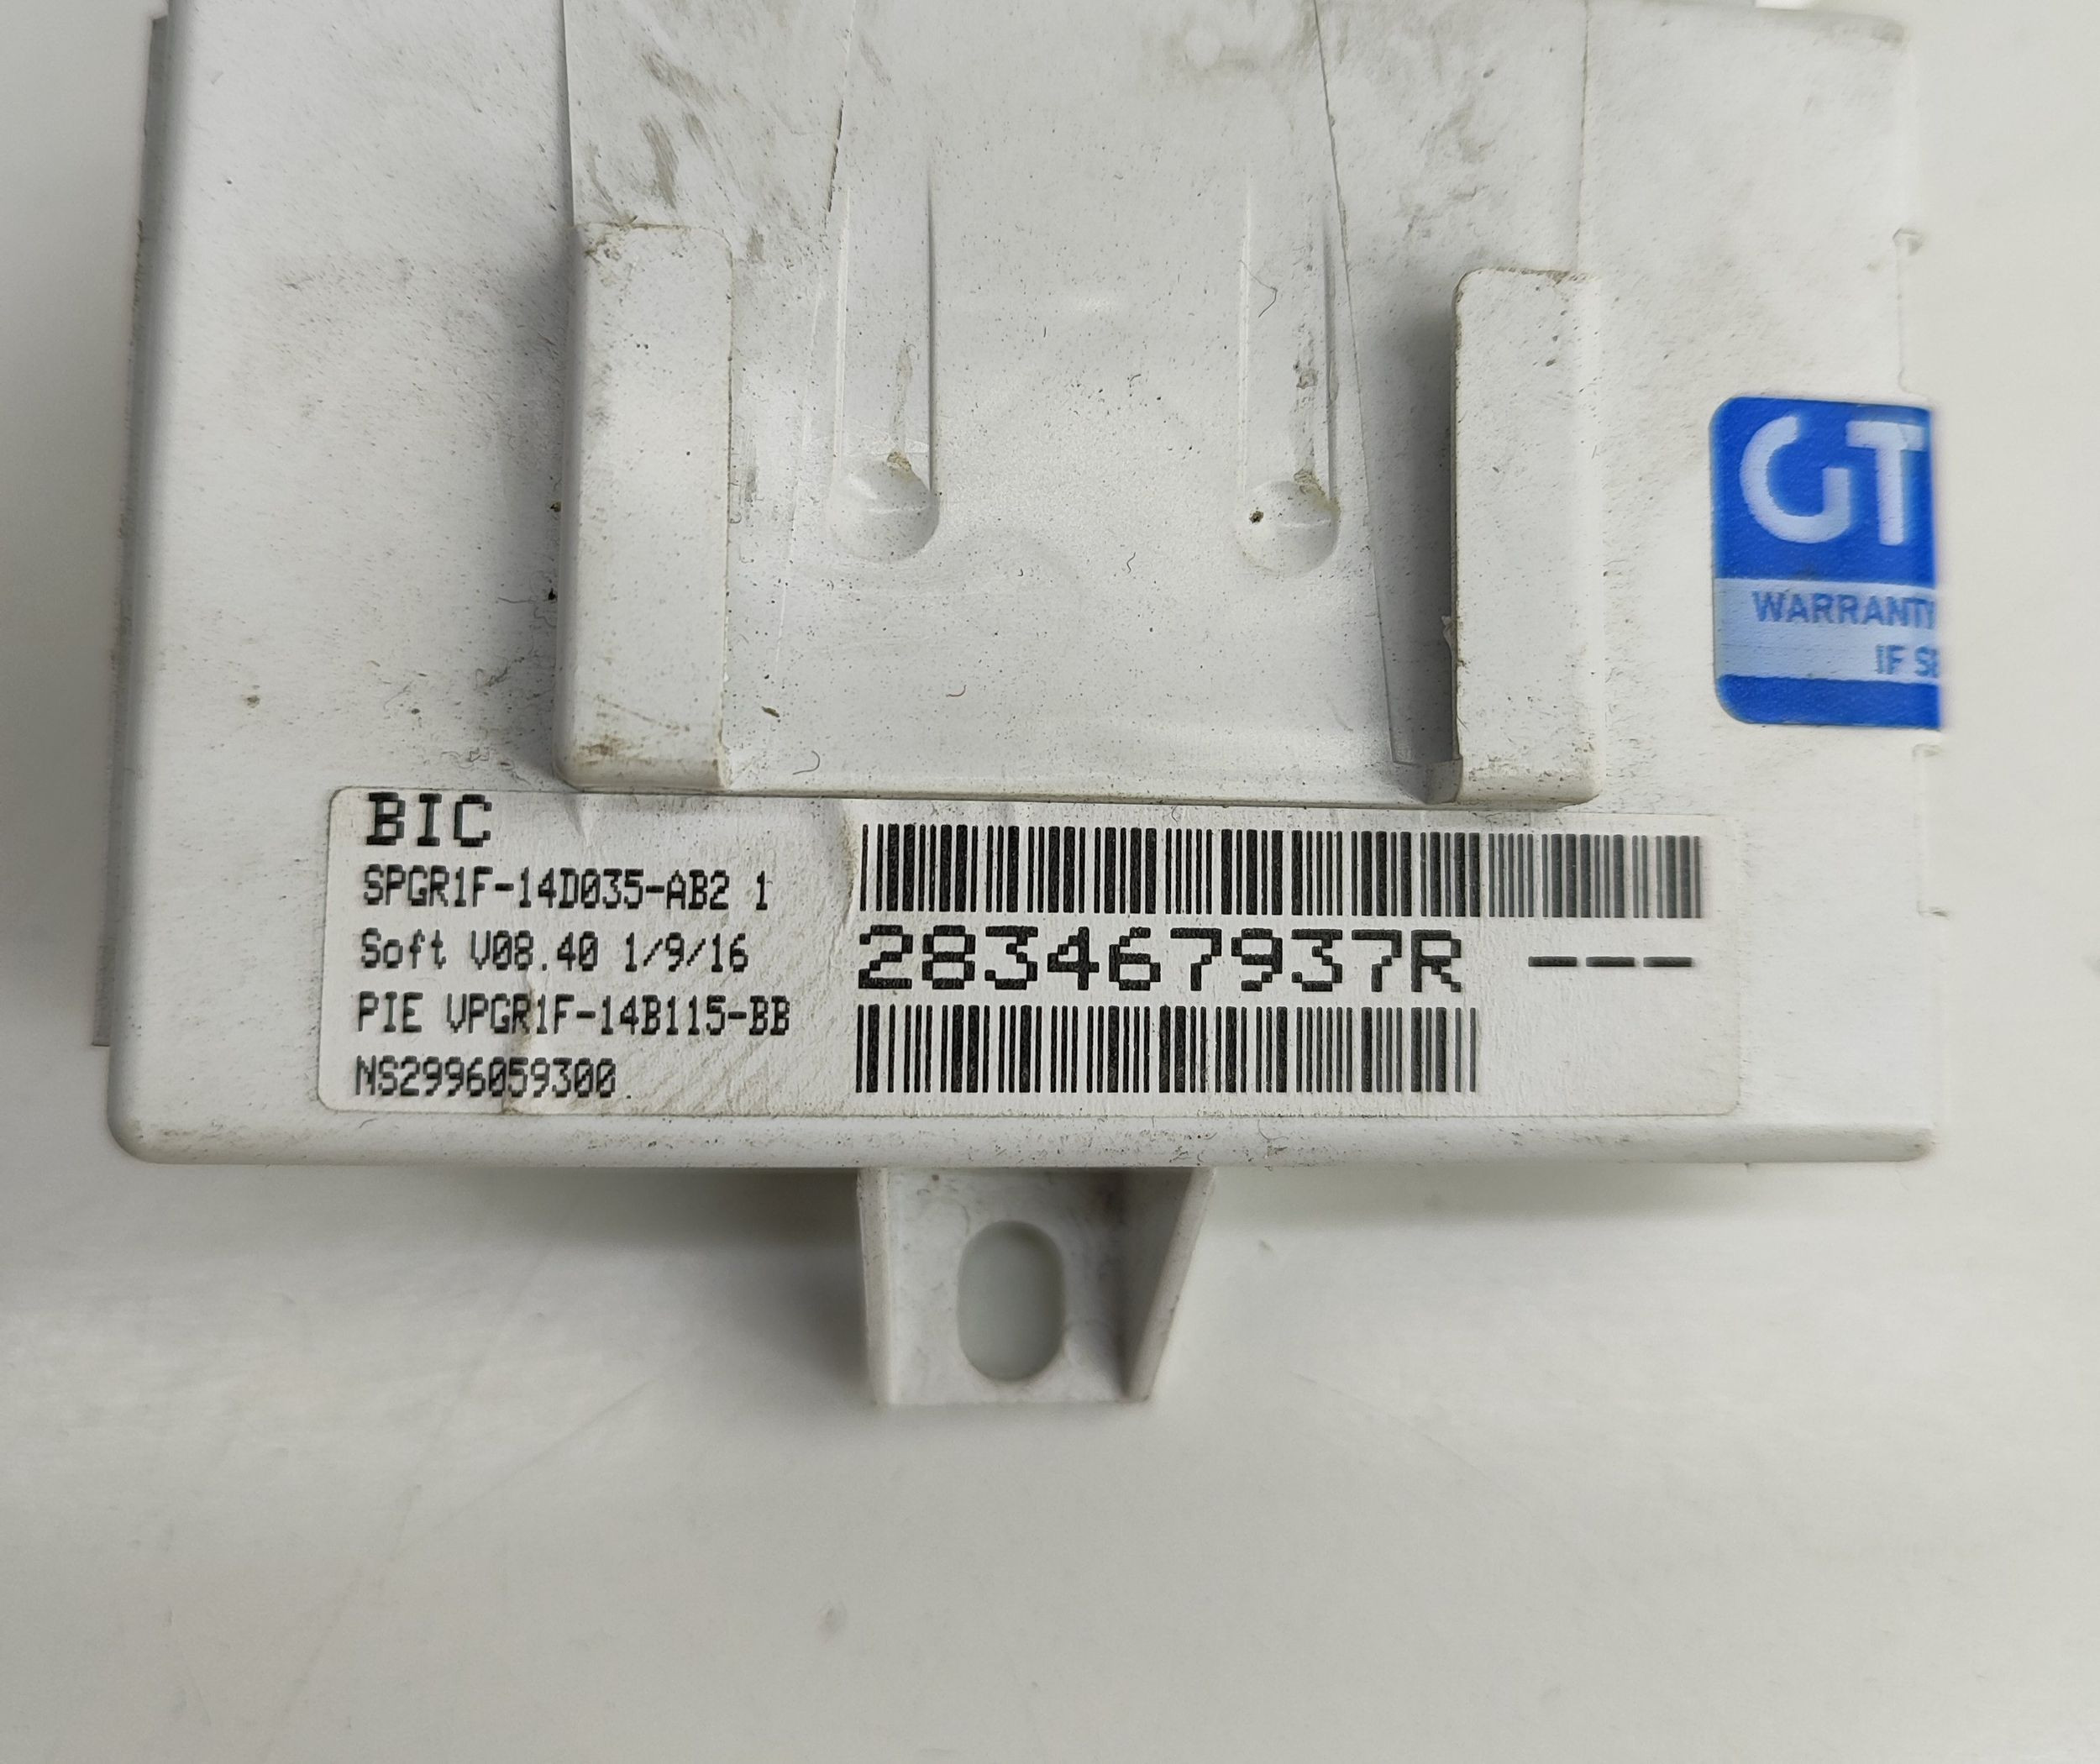 GT
WARRANTY
IF
BIC
SPGR1F-14D035-AB2 1
Soft V08.40 1/9/16
PIE VPGR1F-14B115-BB
NS2996059300
283467937R ---